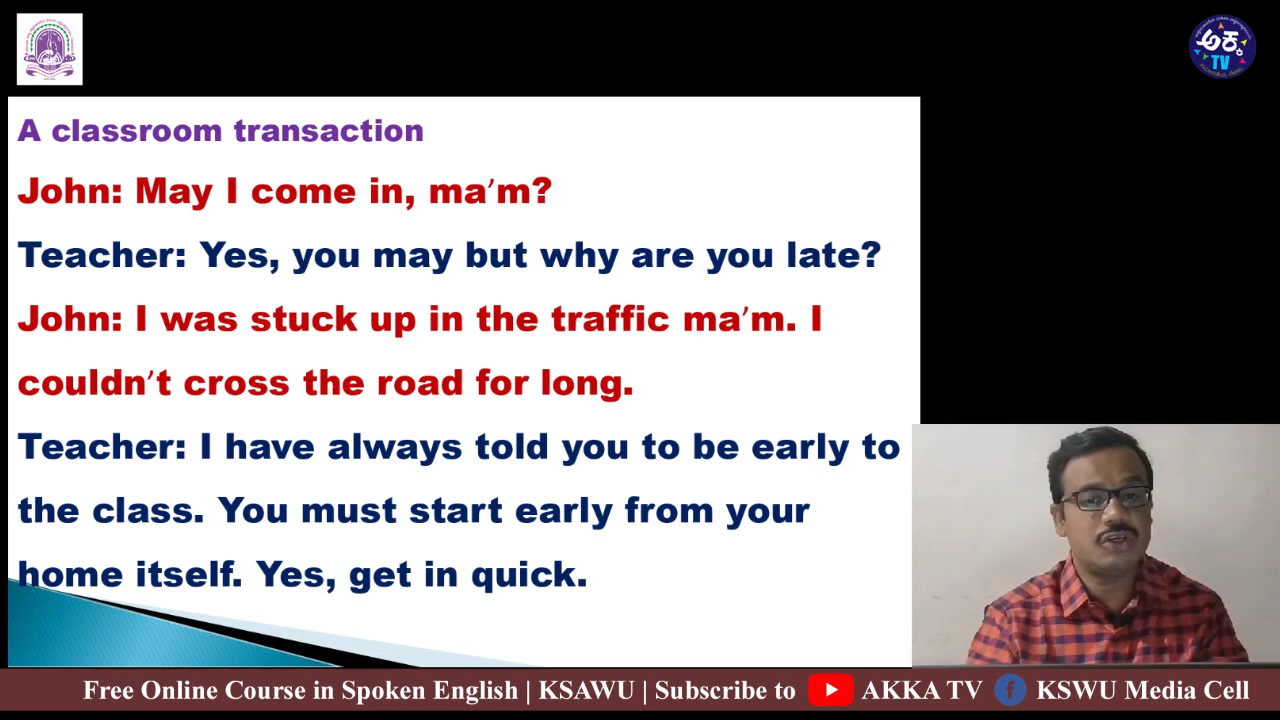 ಅಕ್ಕ
TV
A classroom transaction
John: May I come in, ma’m?
Teacher: Yes, you may but why are you late?
John: I was stuck up in the traffic ma’m. I
couldn’t cross the road for long.
Teacher: I have always told you to be early to
the class. You must start early from your
home itself. Yes, get in quick.
Free Online Course in Spoken English | KSAWU | Subscribe to AKKA TV f KSWU Media Cell